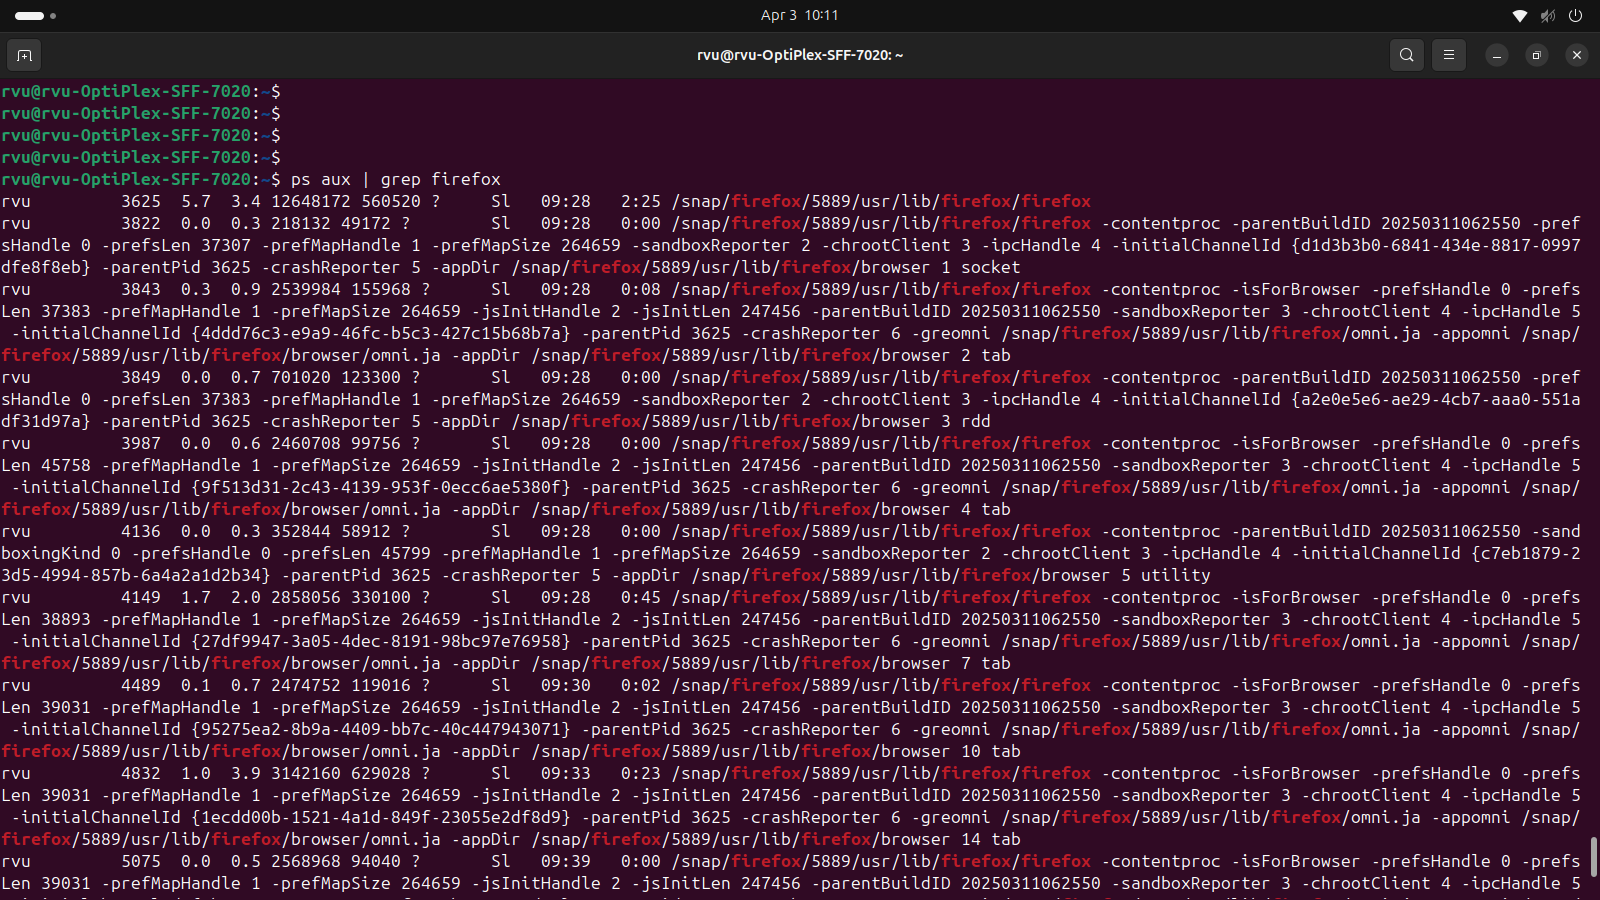 Apr 3 10:11
rvu@rvu-OptiPlex-SFF-7020: ~
rvu@rvu-OptiPlex-SFF-7020:~$
rvu@rvu-OptiPlex-SFF-7020:~$
rvu@rvu-OptiPlex-SFF-7020:~$
rvu@rvu-OptiPlex-SFF-7020:~$
rvu@rvu-OptiPlex-SFF-7020:~$ ps aux | grep firefox
rvu         3625  5.7  3.4 12648172 560520 ?     Sl   09:28   2:25 /snap/firefox/5889/usr/lib/firefox/firefox
rvu         3822  0.0  0.3 218132 49172 ?        Sl   09:28   0:00 /snap/firefox/5889/usr/lib/firefox/firefox -contentproc -parentBuildID 20250311062550 -pref
sHandle 0 -prefsLen 37307 -prefMapHandle 1 -prefMapSize 264659 -sandboxReporter 2 -chrootClient 3 -ipcHandle 4 -initialChannelId {d1d3b3b0-6841-434e-8817-0997
dfe8f8eb} -parentPid 3625 -crashReporter 5 -appDir /snap/firefox/5889/usr/lib/firefox/browser 1 socket
rvu         3843  0.3  0.9 2539984 155968 ?      Sl   09:28   0:08 /snap/firefox/5889/usr/lib/firefox/firefox -contentproc -isForBrowser -prefsHandle 0 -prefs
Len 37383 -prefMapHandle 1 -prefMapSize 264659 -jsInitHandle 2 -jsInitLen 247456 -parentBuildID 20250311062550 -sandboxReporter 3 -chrootClient 4 -ipcHandle 5
 -initialChannelId {4ddd76c3-e9a9-46fc-b5c3-427c15b68b7a} -parentPid 3625 -crashReporter 6 -greomni /snap/firefox/5889/usr/lib/firefox/omni.ja -appomni /snap/
firefox/5889/usr/lib/firefox/browser/omni.ja -appDir /snap/firefox/5889/usr/lib/firefox/browser 2 tab
rvu         3849  0.0  0.7 701020 123300 ?       Sl   09:28   0:00 /snap/firefox/5889/usr/lib/firefox/firefox -contentproc -parentBuildID 20250311062550 -pref
sHandle 0 -prefsLen 37383 -prefMapHandle 1 -prefMapSize 264659 -sandboxReporter 2 -chrootClient 3 -ipcHandle 4 -initialChannelId {a2e0e5e6-ae29-4cb7-aaa0-551a
df31d97a} -parentPid 3625 -crashReporter 5 -appDir /snap/firefox/5889/usr/lib/firefox/browser 3 rdd
rvu         3987  0.0  0.6 2460708 99756 ?       Sl   09:28   0:00 /snap/firefox/5889/usr/lib/firefox/firefox -contentproc -isForBrowser -prefsHandle 0 -prefs
Len 45758 -prefMapHandle 1 -prefMapSize 264659 -jsInitHandle 2 -jsInitLen 247456 -parentBuildID 20250311062550 -sandboxReporter 3 -chrootClient 4 -ipcHandle 5
 -initialChannelId {9f513d31-2c43-4139-953f-0ecc6ae5380f} -parentPid 3625 -crashReporter 6 -greomni /snap/firefox/5889/usr/lib/firefox/omni.ja -appomni /snap/
firefox/5889/usr/lib/firefox/browser/omni.ja -appDir /snap/firefox/5889/usr/lib/firefox/browser 4 tab
rvu         4136  0.0  0.3 352844 58912 ?        Sl   09:28   0:00 /snap/firefox/5889/usr/lib/firefox/firefox -contentproc -parentBuildID 20250311062550 -sand
boxingKind 0 -prefsHandle 0 -prefsLen 45799 -prefMapHandle 1 -prefMapSize 264659 -sandboxReporter 2 -chrootClient 3 -ipcHandle 4 -initialChannelId {c7eb1879-2
3d5-4994-857b-6a4a2a1d2b34} -parentPid 3625 -crashReporter 5 -appDir /snap/firefox/5889/usr/lib/firefox/browser 5 utility
rvu         4149  1.7  2.0 2858056 330100 ?      Sl   09:28   0:45 /snap/firefox/5889/usr/lib/firefox/firefox -contentproc -isForBrowser -prefsHandle 0 -prefs
Len 38893 -prefMapHandle 1 -prefMapSize 264659 -jsInitHandle 2 -jsInitLen 247456 -parentBuildID 20250311062550 -sandboxReporter 3 -chrootClient 4 -ipcHandle 5
 -initialChannelId {27df9947-3a05-4dec-8191-98bc97e76958} -parentPid 3625 -crashReporter 6 -greomni /snap/firefox/5889/usr/lib/firefox/omni.ja -appomni /snap/
firefox/5889/usr/lib/firefox/browser/omni.ja -appDir /snap/firefox/5889/usr/lib/firefox/browser 7 tab
rvu         4489  0.1  0.7 2474752 119016 ?      Sl   09:30   0:02 /snap/firefox/5889/usr/lib/firefox/firefox -contentproc -isForBrowser -prefsHandle 0 -prefs
Len 39031 -prefMapHandle 1 -prefMapSize 264659 -jsInitHandle 2 -jsInitLen 247456 -parentBuildID 20250311062550 -sandboxReporter 3 -chrootClient 4 -ipcHandle 5
 -initialChannelId {95275ea2-8b9a-4409-bb7c-40c447943071} -parentPid 3625 -crashReporter 6 -greomni /snap/firefox/5889/usr/lib/firefox/omni.ja -appomni /snap/
firefox/5889/usr/lib/firefox/browser/omni.ja -appDir /snap/firefox/5889/usr/lib/firefox/browser 10 tab
rvu         4832  1.0  3.9 3142160 629028 ?      Sl   09:33   0:23 /snap/firefox/5889/usr/lib/firefox/firefox -contentproc -isForBrowser -prefsHandle 0 -prefs
Len 39031 -prefMapHandle 1 -prefMapSize 264659 -jsInitHandle 2 -jsInitLen 247456 -parentBuildID 20250311062550 -sandboxReporter 3 -chrootClient 4 -ipcHandle 5
 -initialChannelId {1ecdd00b-1521-4a1d-849f-23055e2df8d9} -parentPid 3625 -crashReporter 6 -greomni /snap/firefox/5889/usr/lib/firefox/omni.ja -appomni /snap/
firefox/5889/usr/lib/firefox/browser/omni.ja -appDir /snap/firefox/5889/usr/lib/firefox/browser 14 tab
rvu         5075  0.0  0.5 2568968 94040 ?       Sl   09:39   0:00 /snap/firefox/5889/usr/lib/firefox/firefox -contentproc -isForBrowser -prefsHandle 0 -prefs
Len 39031 -prefMapHandle 1 -prefMapSize 264659 -jsInitHandle 2 -jsInitLen 247456 -parentBuildID 20250311062550 -sandboxReporter 3 -chrootClient 4 -ipcHandle 5